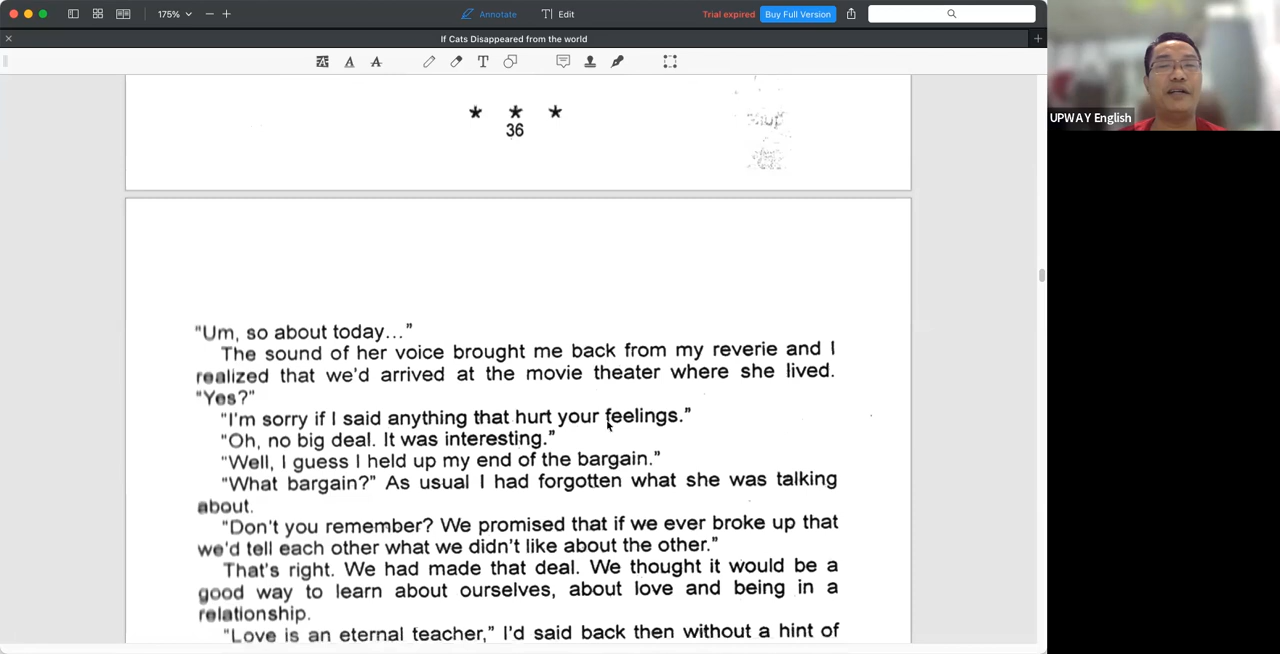 175%
Annotate
Edit
Trial expired
Buy Full Version
If Cats Disappeared from the world
* * *
36
UPWAY English
"Um, so about today…"
The sound of her voice brought me back from my reverie and I
realized that we'd arrived at the movie theater where she lived.
"Yes?"
"I'm sorry if I said anything that hurt your feelings."
"Oh, no big deal. It was interesting."
"Well, I guess I held up my end of the bargain."
"What bargain?" As usual I had forgotten what she was talking
about.
"Don't you remember? We promised that if we ever broke up that
we'd tell each other what we didn't like about the other."
That's right. We had made that deal. We thought it would be a
good way to learn about ourselves, about love and being in a
relationship.
"Love is an eternal teacher," I'd said back then without a hint of